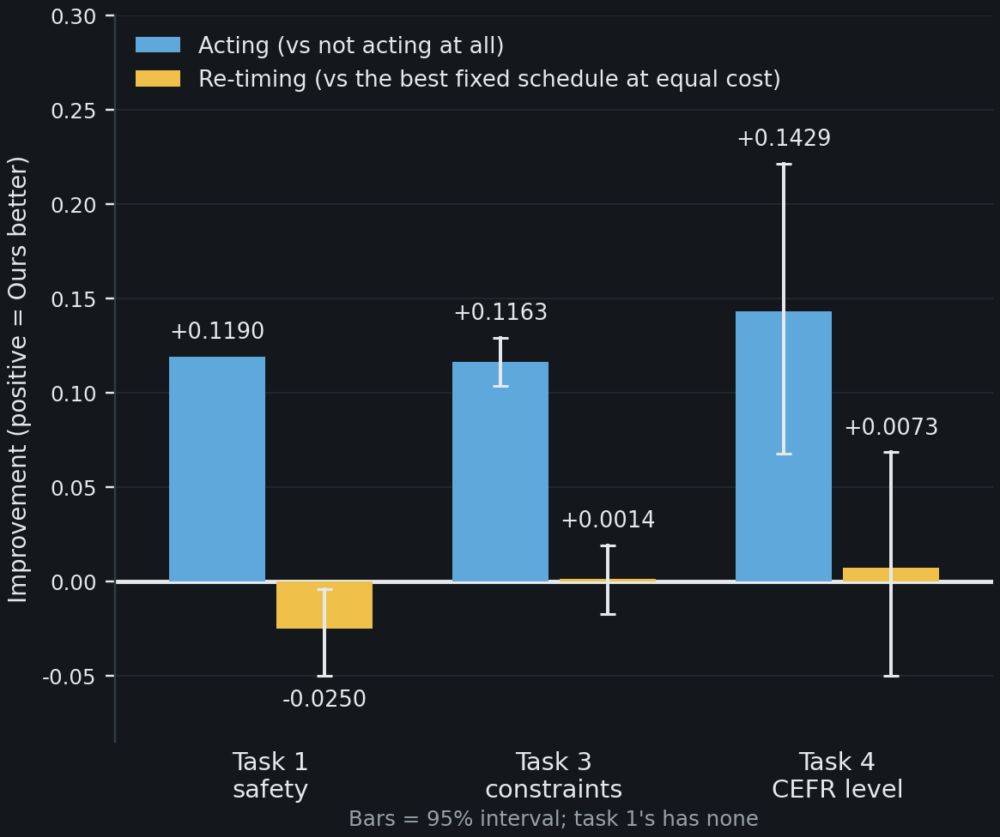 Improvement (positive = Ours better)
0.30
0.25
0.20
0.15
0.10
0.05
0.00
-0.05
Acting (vs not acting at all)
Re-timing (vs the best fixed schedule at equal cost)
+0.1190
-0.0250
+0.1163
+0.0014
+0.1429
+0.0073
Task 1
safety
Task 3
constraints
Task 4
CEFR level
Bars = 95% interval; task 1's has none